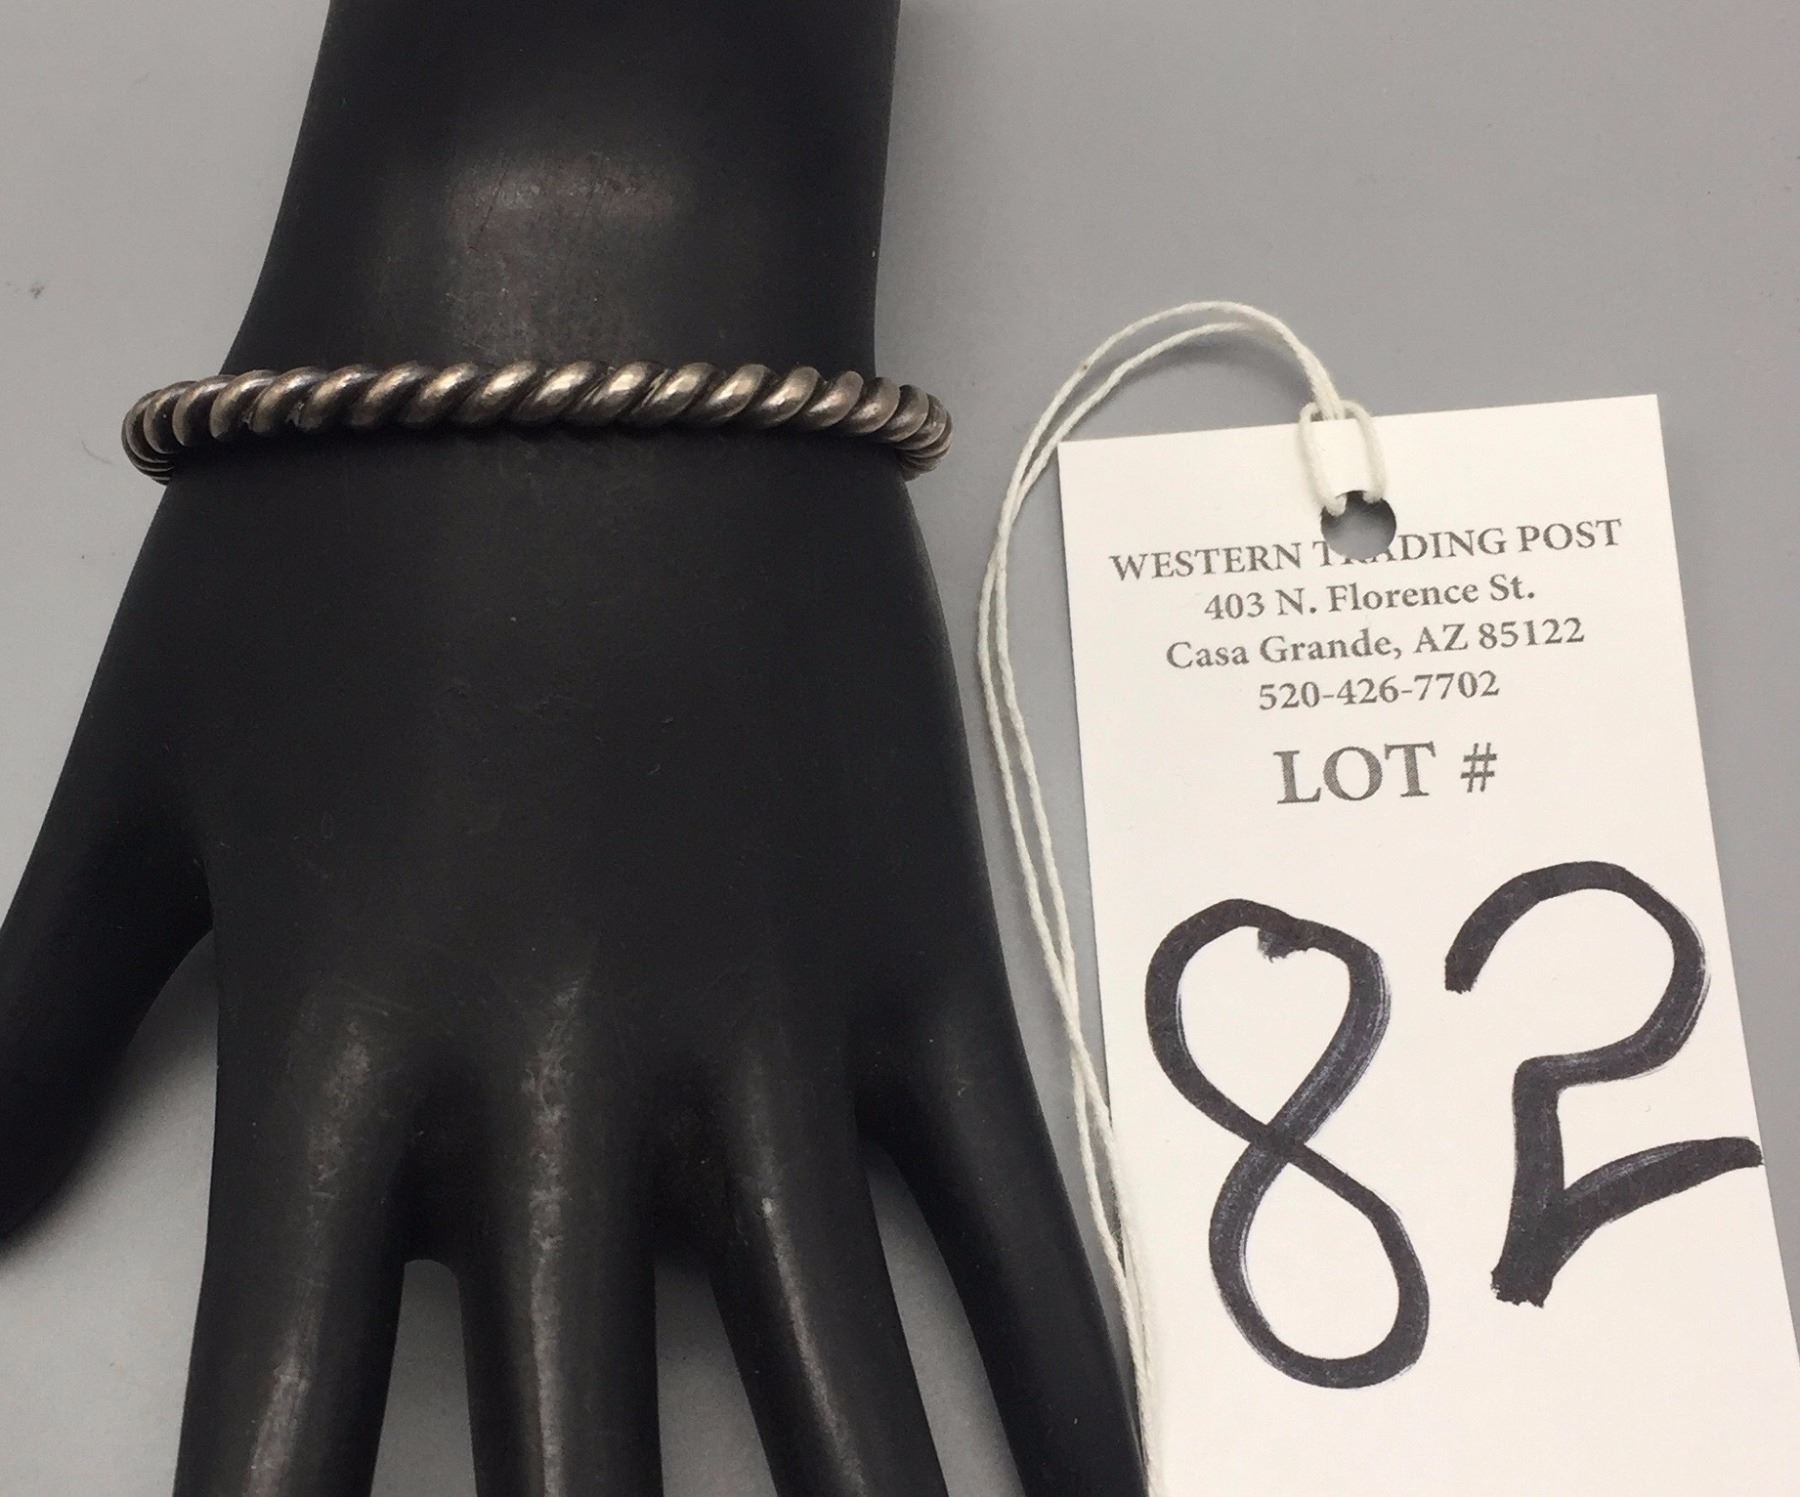 WESTERN TRADING POST
403 N. Florence St.
Casa Grande, AZ 85122
520-426-7702
LOT #
82